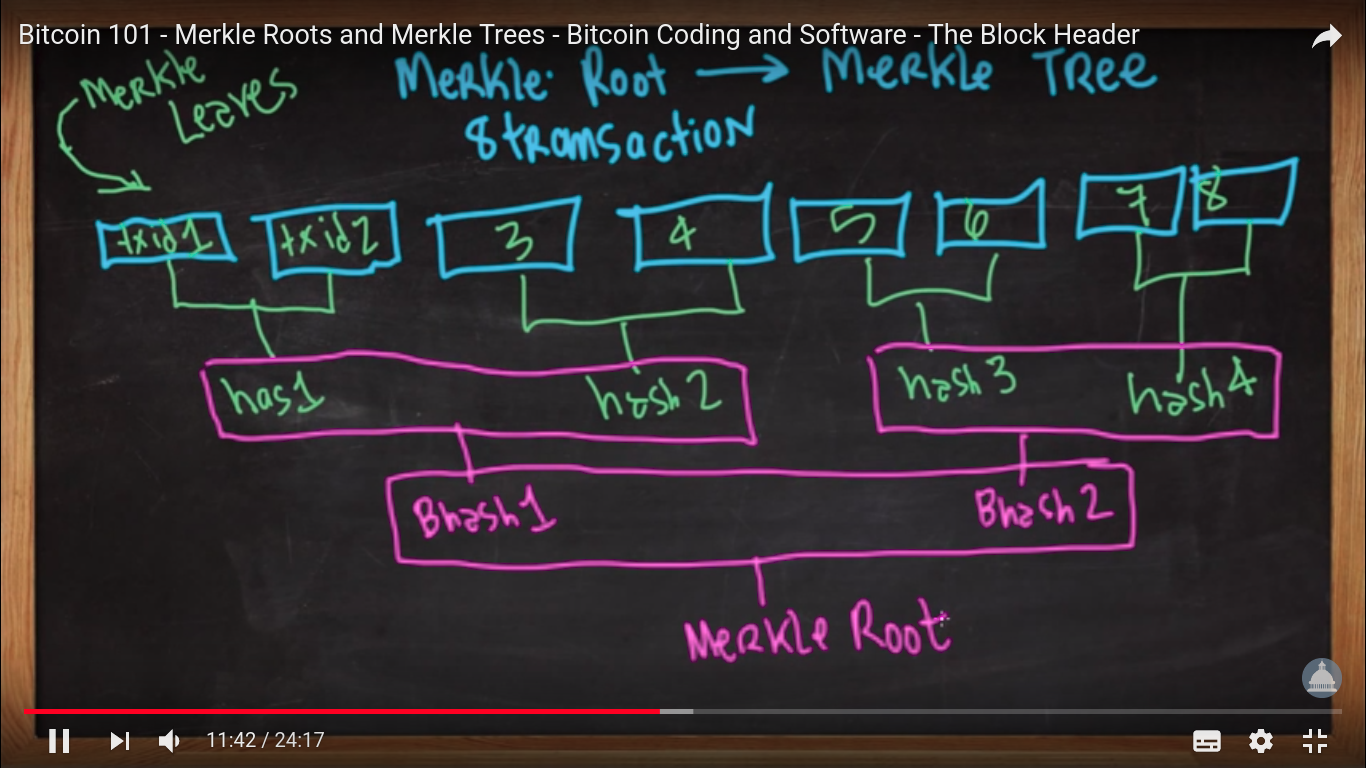 Bitcoin 101 - Merkle Roots and Merkle Trees - Bitcoin Coding and Software - The Block Header
Merkle Leaves
Merkle Root → Merkle Tree
8 transaction
txid1 txid2 3 4 5 6 7 8
has1 hash2 hash3 hash4
Bhash1 Bhash2
Merkle Root
11:42 / 24:17